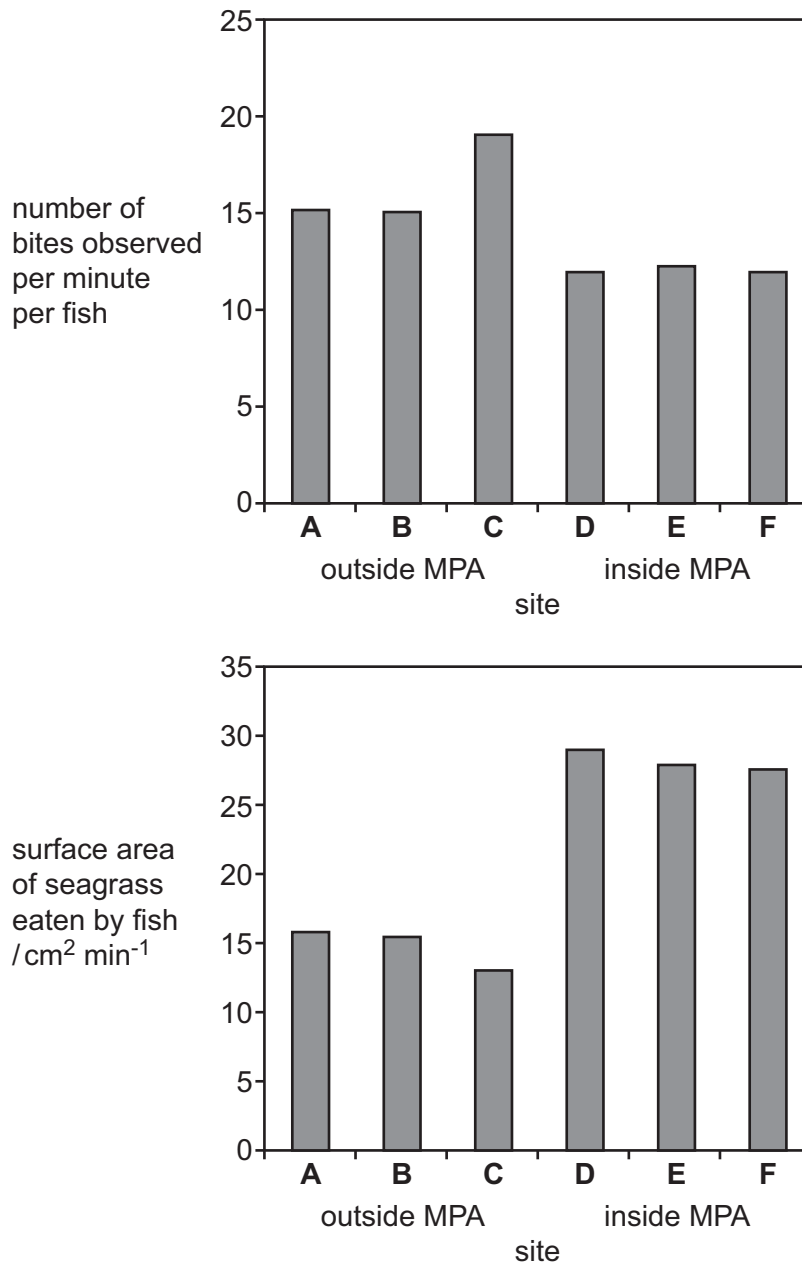 25
20
15
10
5
0
number of
bites observed
per minute
per fish
A B C D E F
outside MPA inside MPA
site
35
30
25
20
15
10
5
0
surface area
of seagrass
eaten by fish
/ cm² min⁻¹
A B C D E F
outside MPA inside MPA
site